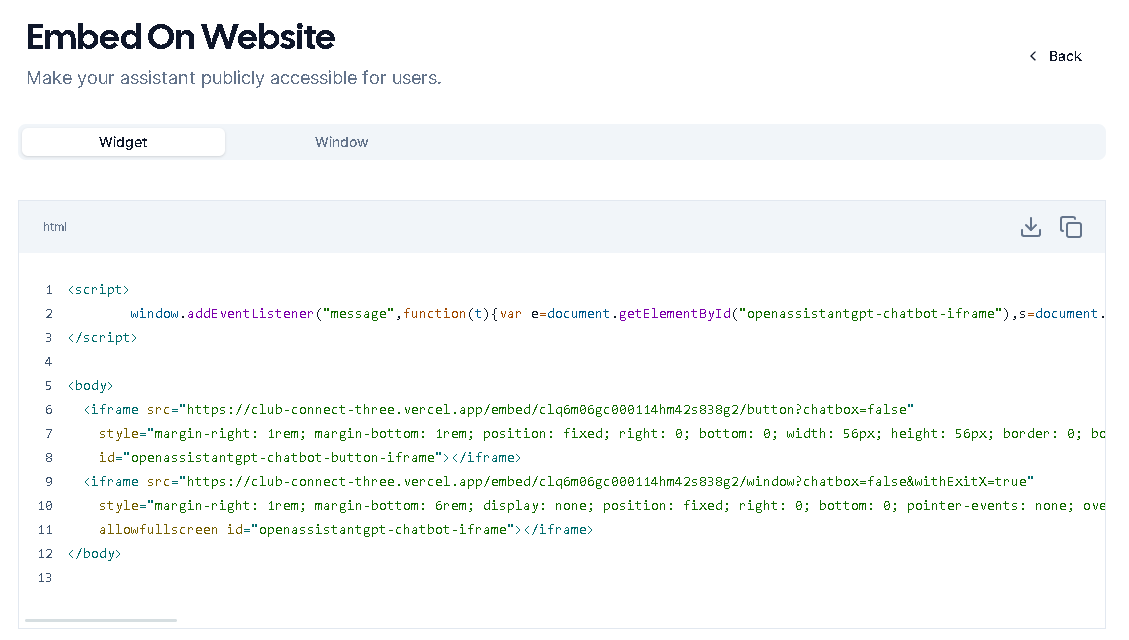 Embed On Website
Back
Make your assistant publicly accessible for users.
Widget Window
html
1 <script>
2 window.addEventListener("message",function(t){var e=document.getElementById("openassistantgpt-chatbot-iframe"),s=document.
3 </script>
4
5 <body>
6 <iframe src="https://club-connect-three.vercel.app/embed/clq6m06gc000114hm42s838g2/button?chatbox=false"
7 style="margin-right: 1rem; margin-bottom: 1rem; position: fixed; right: 0; bottom: 0; width: 56px; height: 56px; border: 0; bo
8 id="openassistantgpt-chatbot-button-iframe"></iframe>
9 <iframe src="https://club-connect-three.vercel.app/embed/clq6m06gc000114hm42s838g2/window?chatbox=false&withExitX=true"
10 style="margin-right: 1rem; margin-bottom: 6rem; display: none; position: fixed; right: 0; bottom: 0; pointer-events: none; ove
11 allowfullscreen id="openassistantgpt-chatbot-iframe"></iframe>
12 </body>
13